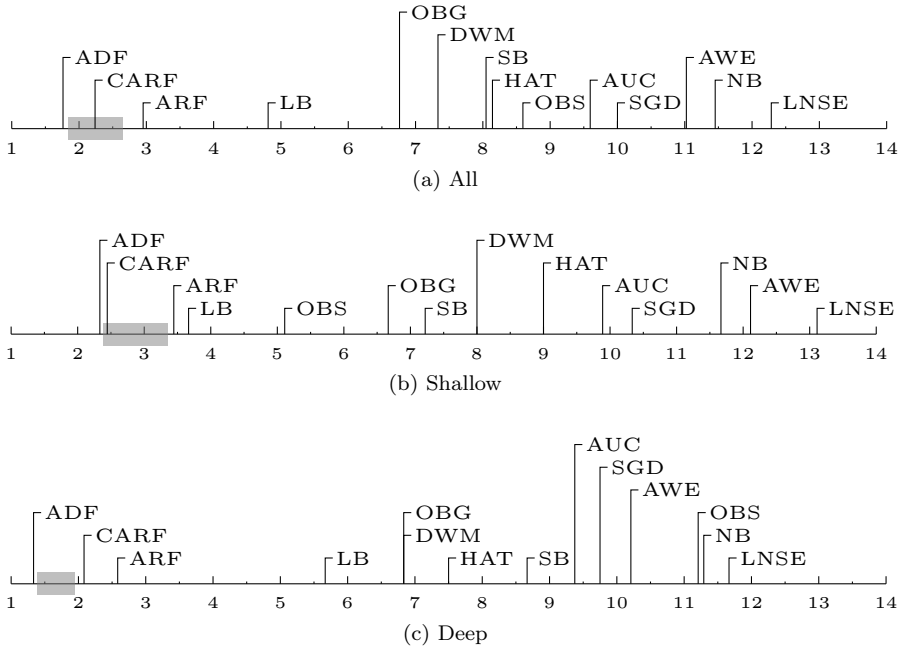 OBG
DWM
ADF SB AWE
CARF HAT AUC NB
ARF LB OBS SGD LNSE
1 2 3 4 5 6 7 8 9 10 11 12 13 14
(a) All
ADF DWM
CARF HAT NB
ARF OBG AUC AWE
LB OBS SB SGD LNSE
1 2 3 4 5 6 7 8 9 10 11 12 13 14
(b) Shallow
AUC
SGD
AWE
ADF OBG OBS
CARF DWM NB
ARF LB HAT SB LNSE
1 2 3 4 5 6 7 8 9 10 11 12 13 14
(c) Deep